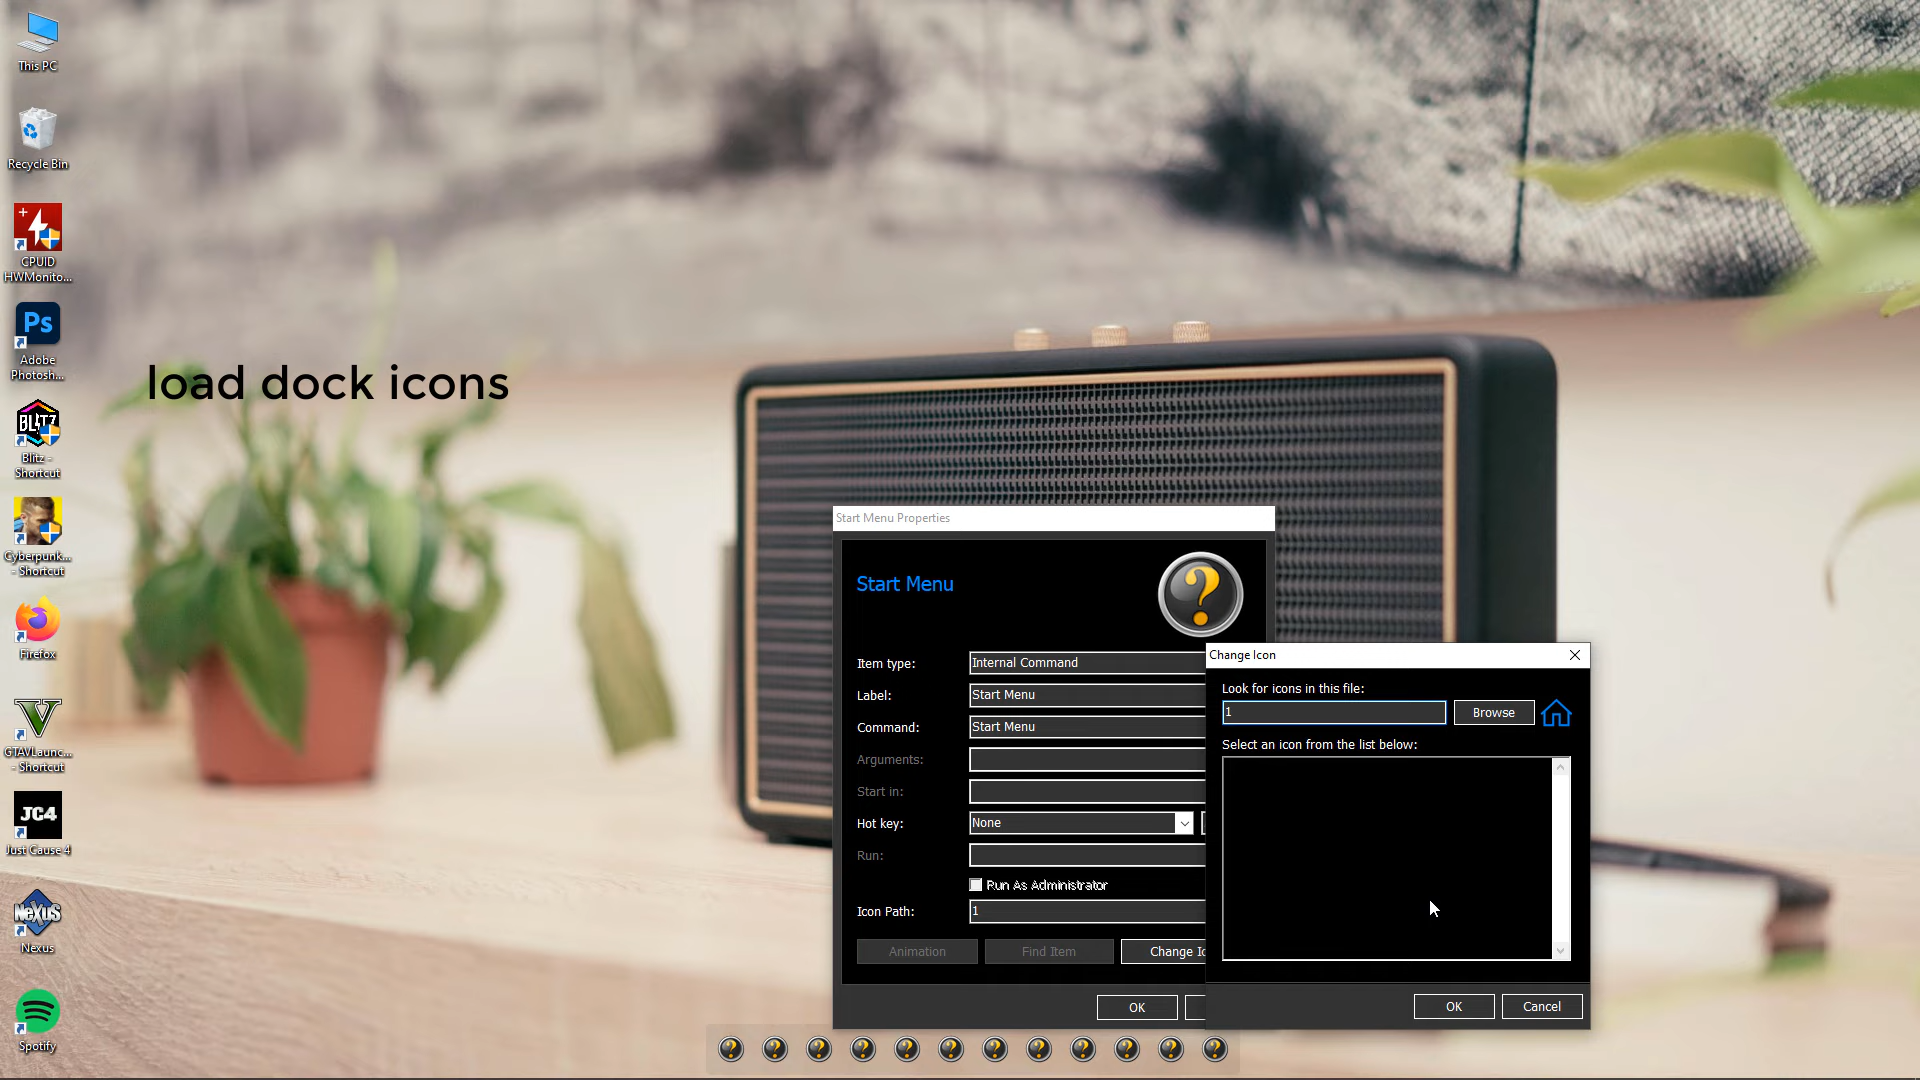 This PC
Recycle Bin
CPUID
HWMonito...
Ps
Adobe
Photosh...
BLITZ
Blitz -
Shortcut
Cyberpunk...
- Shortcut
Firefox
V
GTAVLaunc...
- Shortcut
JC4
Just Cause 4
NeXuS
Nexus
Spotify
load dock icons
Start Menu Properties
Start Menu
Item type: Internal Command
Label: Start Menu
Command: Start Menu
Arguments:
Start in:
Hot key: None
Run:
Run As Administrator
Icon Path: 1
Animation Find Item Change Ic
OK
Change Icon
Look for icons in this file:
1 Browse
Select an icon from the list below:
OK Cancel